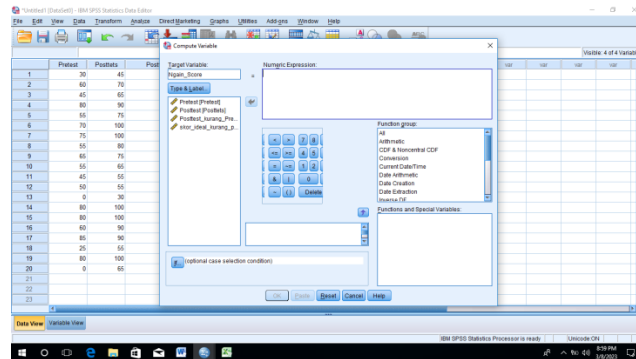 *Untitled1 [DataSet0] - IBM SPSS Statistics Data Editor
File Edit View Data Transform Analyze Direct Marketing Graphs Utilities Add-ons Window Help
Compute Variable
Visible: 4 of 4 Variabl
Target Variable:
Numeric Expression:
Ngain_Score
=
Type & Label...
Pretest [Pretest]
Posttest [Posttets]
Posttest_kurang_Pre...
skor_ideal_kurang_p...
+ > 7 8
<= >= 4 5
= ~= 1 2
& | 0
~ () Delete
Function group:
All
Arithmetic
CDF & Noncentral CDF
Conversion
Current Date/Time
Date Arithmetic
Date Creation
Date Extraction
Inverse DF
Functions and Special Variables:
If... (optional case selection condition)
OK Paste Reset Cancel Help
Pretest Posttets Post var var var
1 30 45
2 60 70
3 45 65
4 80 90
5 55 75
6 70 100
7 75 100
8 55 80
9 65 75
10 55 65
11 45 55
12 50 55
13 0 30
14 80 100
15 80 100
16 60 90
17 85 90
18 25 55
19 80 100
20 0 65
21
22
23
Data View Variable View
IBM SPSS Statistics Processor is ready Unicode:ON
8:59 PM
3/8/2023